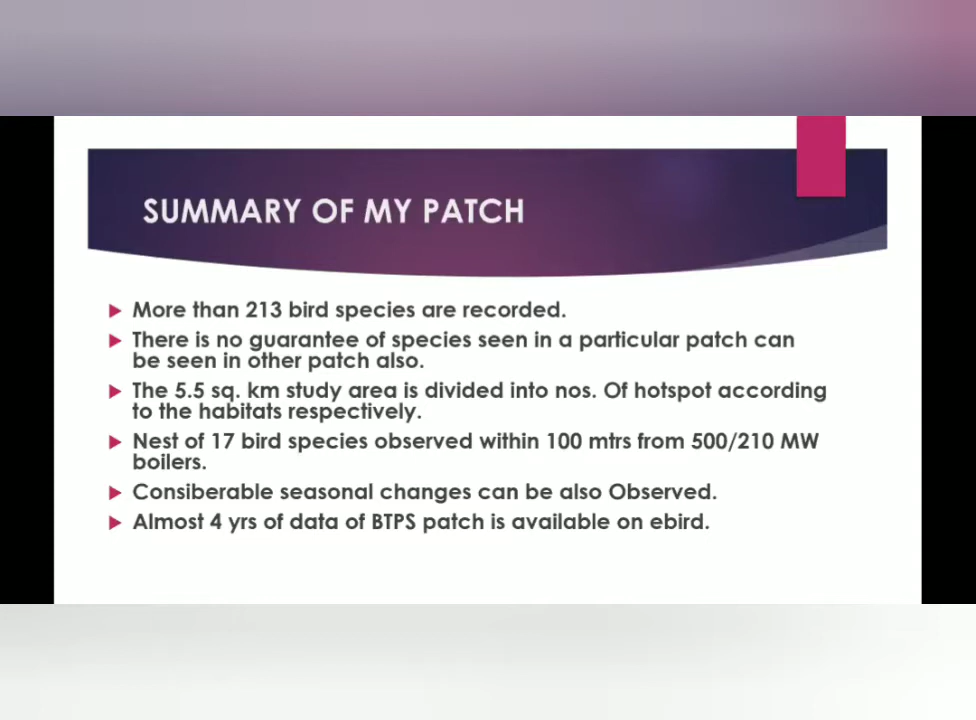 SUMMARY OF MY PATCH
More than 213 bird species are recorded.
There is no guarantee of species seen in a particular patch can
be seen in other patch also.
The 5.5 sq. km study area is divided into nos. Of hotspot according
to the habitats respectively.
Nest of 17 bird species observed within 100 mtrs from 500/210 MW
boilers.
Consiberable seasonal changes can be also Observed.
Almost 4 yrs of data of BTPS patch is available on ebird.